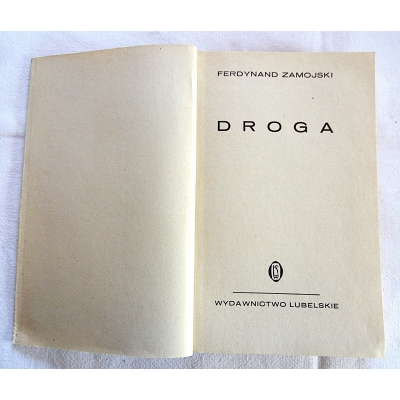 FERDYNAND ZAMOJSKI
DROGA
WYDAWNICTWO LUBELSKIE